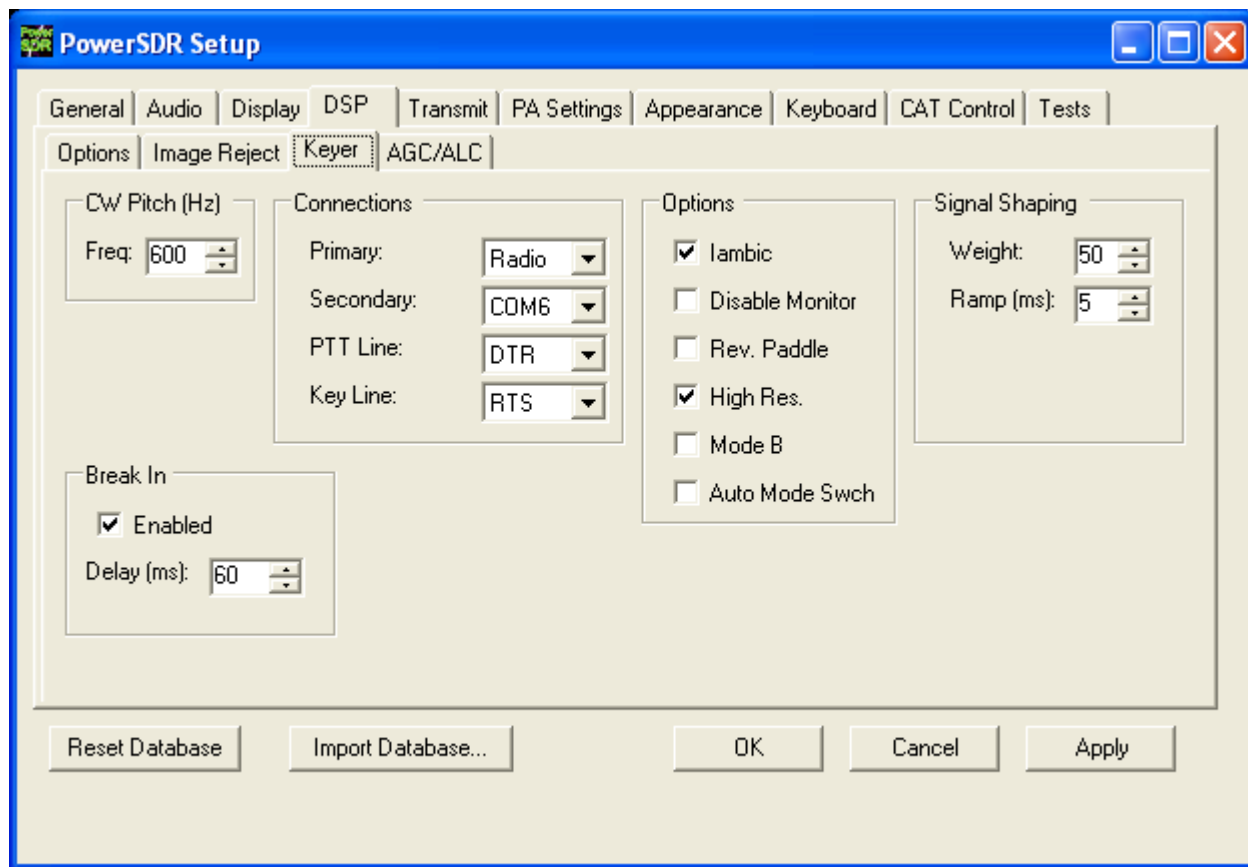 Power SDR PowerSDR Setup
General Audio Display DSP Transmit PA Settings Appearance Keyboard CAT Control Tests
Options Image Reject Keyer AGC/ALC
CW Pitch (Hz)
Freq: 600
Connections
Primary: Radio
Secondary: COM6
PTT Line: DTR
Key Line: RTS
Options
Iambic
Disable Monitor
Rev. Paddle
High Res.
Mode B
Auto Mode Swch
Signal Shaping
Weight: 50
Ramp (ms): 5
Break In
Enabled
Delay (ms): 60
Reset Database Import Database... OK Cancel Apply